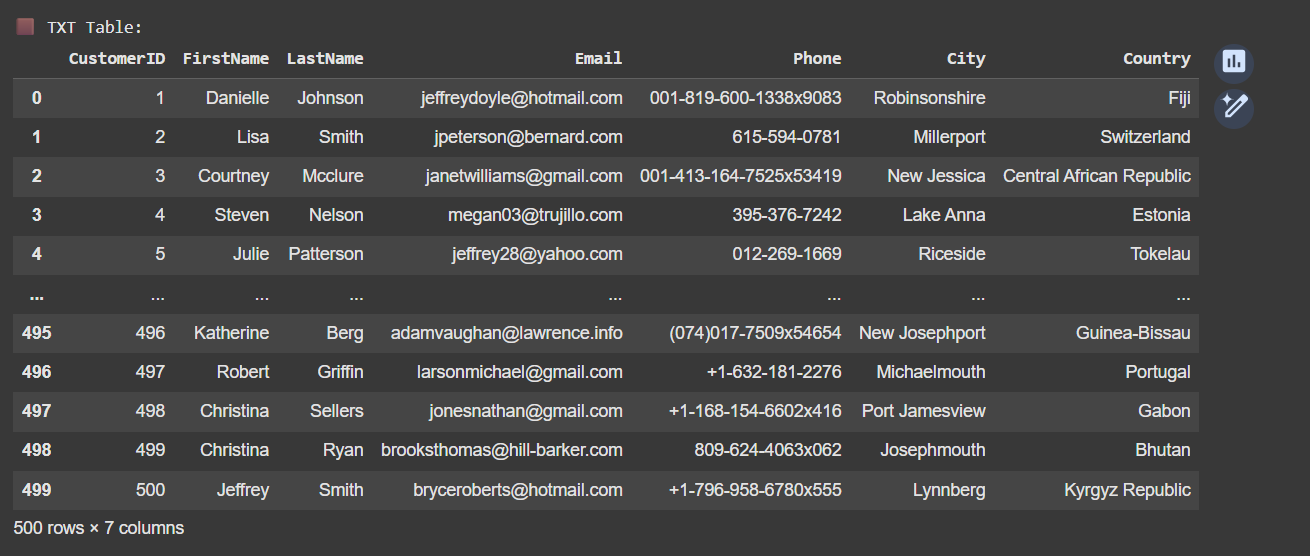 TXT Table:
CustomerID FirstName LastName Email Phone City Country
0 1 Danielle Johnson jeffreydoyle@hotmail.com 001-819-600-1338x9083 Robinsonshire Fiji
1 2 Lisa Smith jpeterson@bernard.com 615-594-0781 Millerport Switzerland
2 3 Courtney Mcclure janetwilliams@gmail.com 001-413-164-7525x53419 New Jessica Central African Republic
3 4 Steven Nelson megan03@trujillo.com 395-376-7242 Lake Anna Estonia
4 5 Julie Patterson jeffrey28@yahoo.com 012-269-1669 Riceside Tokelau
... ... ... ... ... ... ... ...
495 496 Katherine Berg adamvaughan@lawrence.info (074)017-7509x54654 New Josephport Guinea-Bissau
496 497 Robert Griffin larsonmichael@gmail.com +1-632-181-2276 Michaelmouth Portugal
497 498 Christina Sellers jonesnathan@gmail.com +1-168-154-6602x416 Port Jamesview Gabon
498 499 Christina Ryan brooksthomas@hill-barker.com 809-624-4063x062 Josephmouth Bhutan
499 500 Jeffrey Smith bryceroberts@hotmail.com +1-796-958-6780x555 Lynnberg Kyrgyz Republic
500 rows × 7 columns